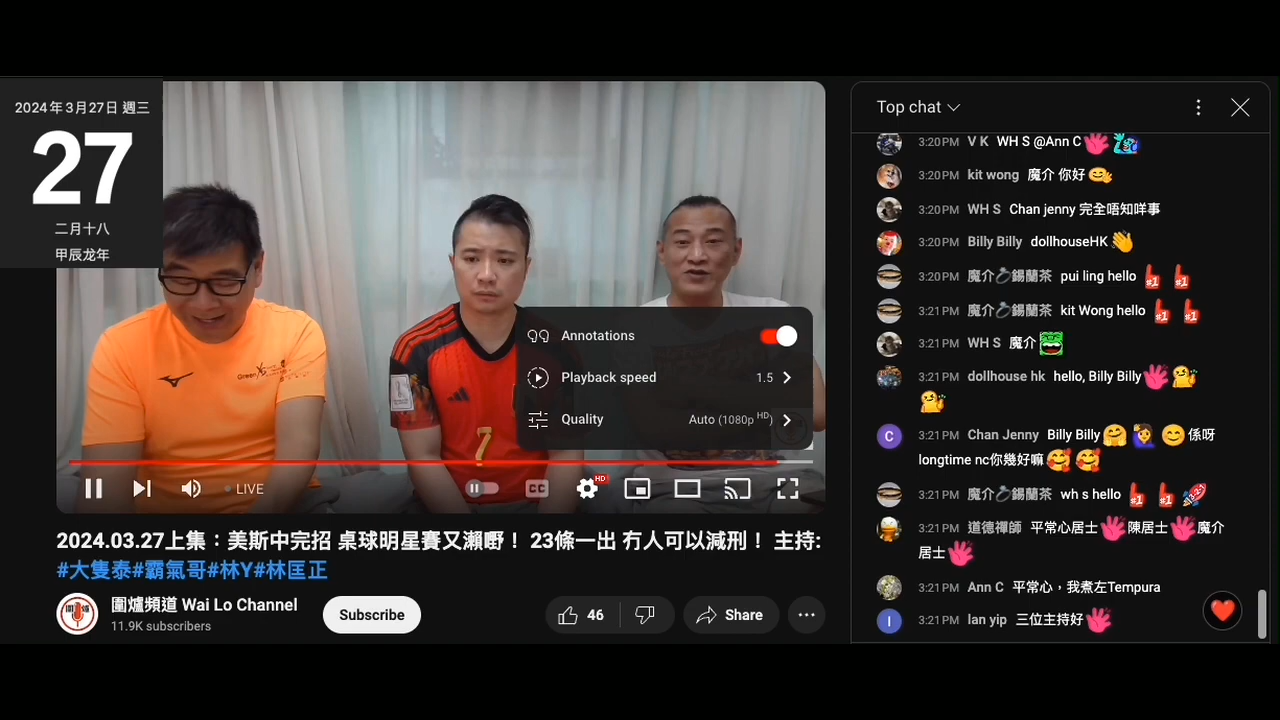 2024年3月27日 週三
27
二月十八
甲辰龙年
7
Annotations
Playback speed 1.5
Quality Auto (1080p HD)
LIVE
CC
HD
2024.03.27上集：美斯中完招 桌球明星賽又瀨嘢！ 23條一出 冇人可以減刑！ 主持:
#大隻泰#霸氣哥#林Y#林匡正
圍爐頻道 Wai Lo Channel
11.9K subscribers
Subscribe
46
Share
Top chat
3:20PM V K WH S @Ann C
3:20PM kit wong 魔介 你好
3:20PM WH S Chan jenny 完全唔知咩事
3:20PM Billy Billy dollhouseHK
3:20PM 魔介💍錫蘭茶 pui ling hello
3:21PM 魔介💍錫蘭茶 kit Wong hello
3:21PM WH S 魔介
3:21PM dollhouse hk hello, Billy Billy
C 3:21PM Chan Jenny Billy Billy 係呀
longtime nc你幾好嘛
3:21PM 魔介💍錫蘭茶 wh s hello
3:21PM 道德禪師 平常心居士 陳居士 魔介
居士
3:21PM Ann C 平常心，我煮左Tempura
I 3:21PM Ian yip 三位主持好